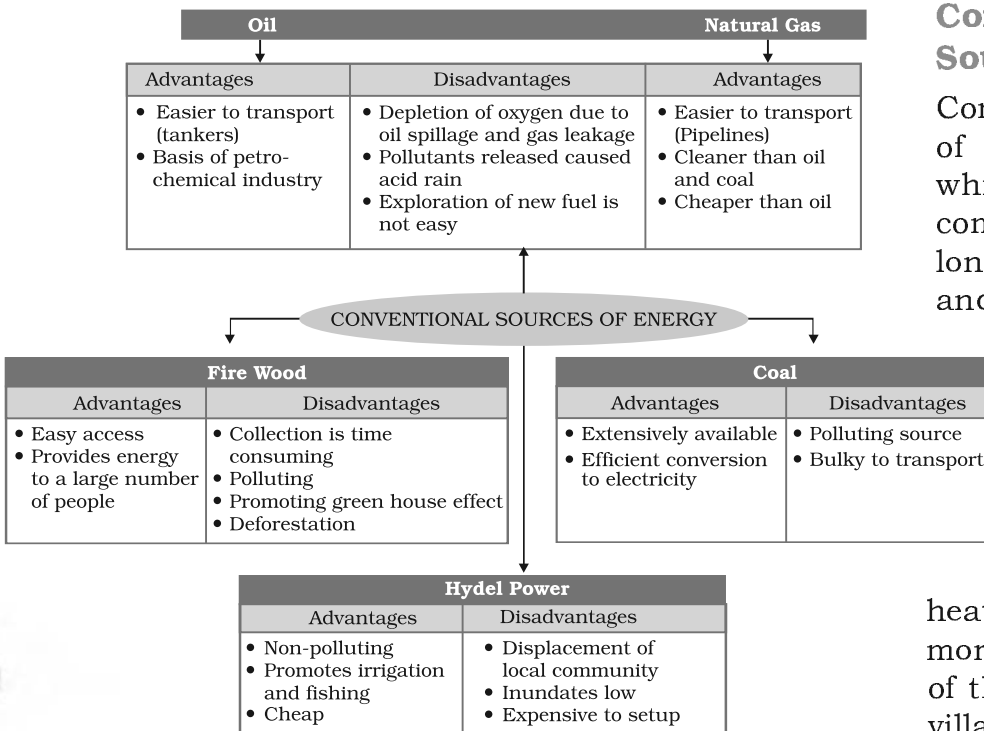 Oil Natural Gas
Advantages Disadvantages Advantages
• Easier to transport
(tankers)
• Basis of petro-
chemical industry
• Depletion of oxygen due to
oil spillage and gas leakage
• Pollutants released caused
acid rain
• Exploration of new fuel is
not easy
• Easier to transport
(Pipelines)
• Cleaner than oil
and coal
• Cheaper than oil
CONVENTIONAL SOURCES OF ENERGY
Fire Wood
Advantages Disadvantages
• Easy access
• Provides energy
to a large number
of people
• Collection is time
consuming
• Polluting
• Promoting green house effect
• Deforestation
Coal
Advantages Disadvantages
• Extensively available
• Efficient conversion
to electricity
• Polluting source
• Bulky to transport
Hydel Power
Advantages Disadvantages
• Non-polluting
• Promotes irrigation
and fishing
• Cheap
• Displacement of
local community
• Inundates low
• Expensive to setup
of
and
of